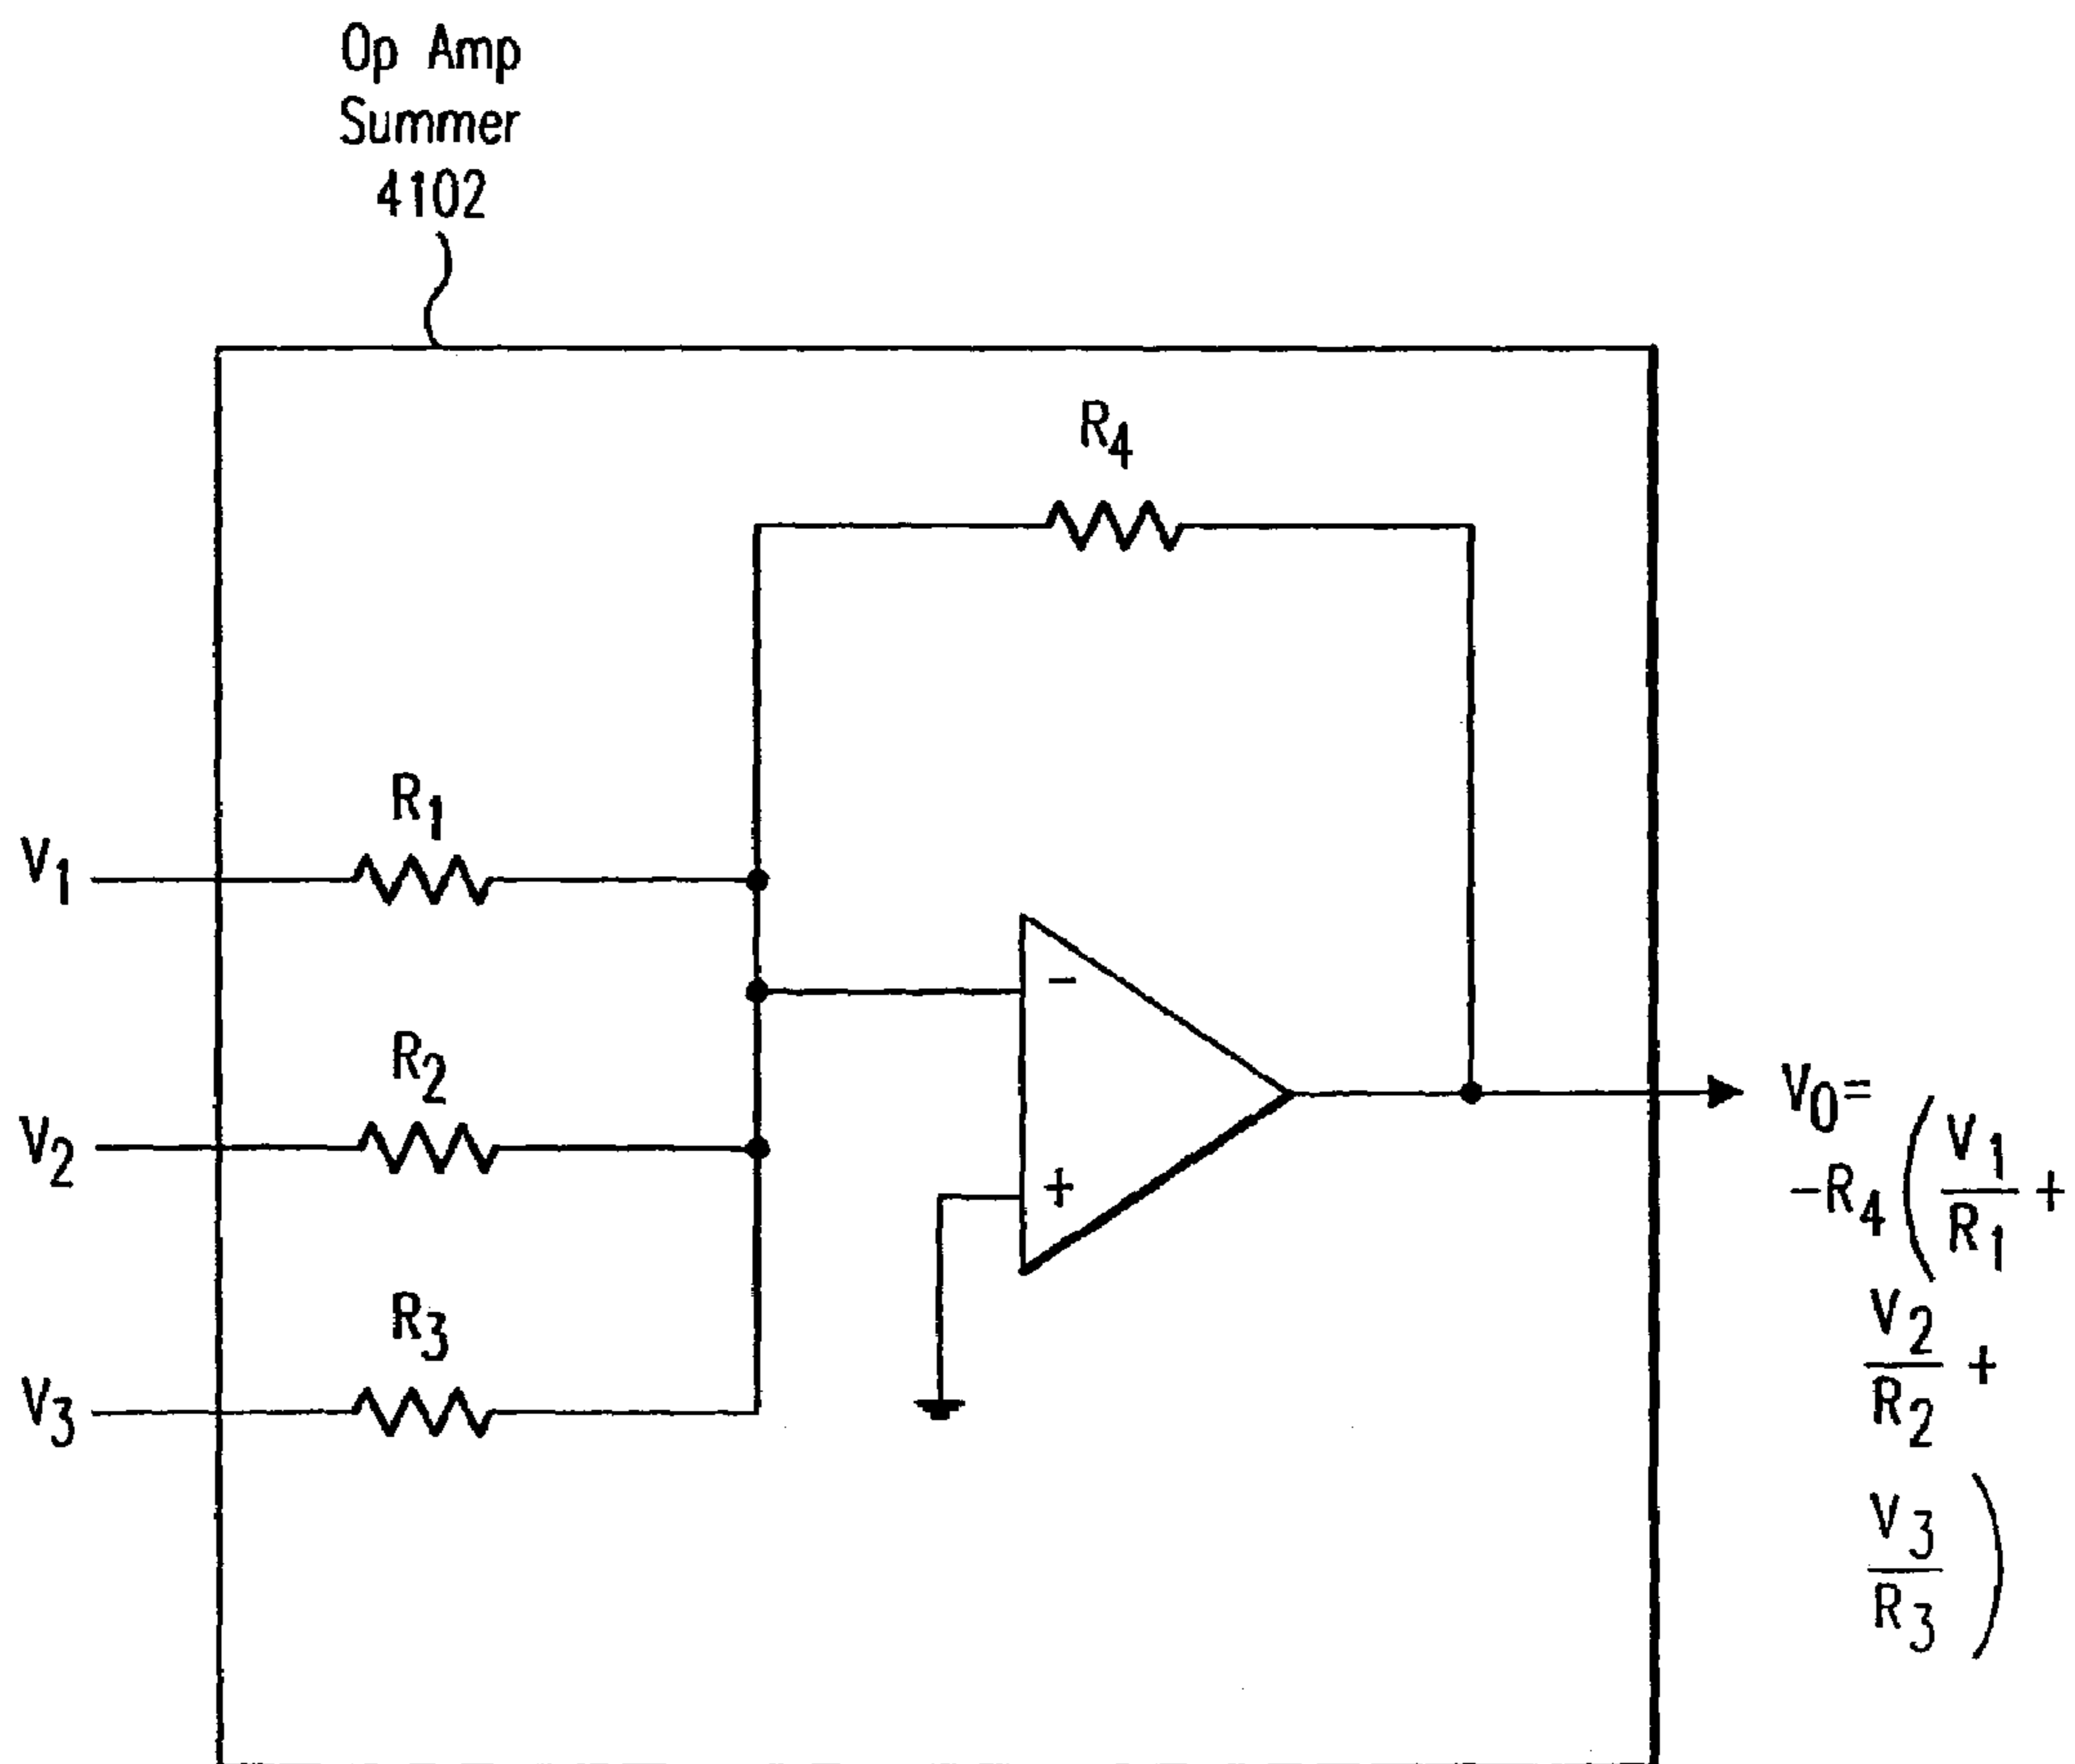 Op Amp
Summer
4102
R4
R1
V1
-
R2
V2
+
R3
V3
V0=
-R4(V1/R1+
V2/R2+
V3/R3)